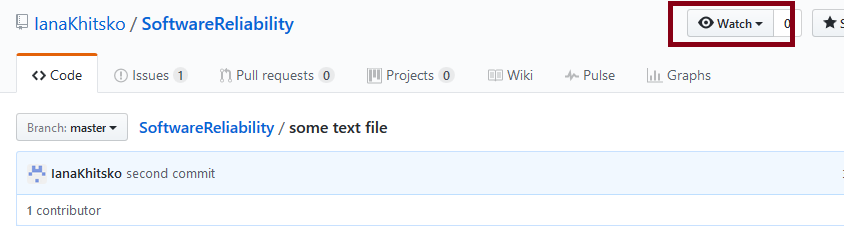 IanaKhitsko / SoftwareReliability Watch 0
Code Issues 1 Pull requests 0 Projects 0 Wiki Pulse Graphs
Branch: master SoftwareReliability / some text file
IanaKhitsko second commit
1 contributor